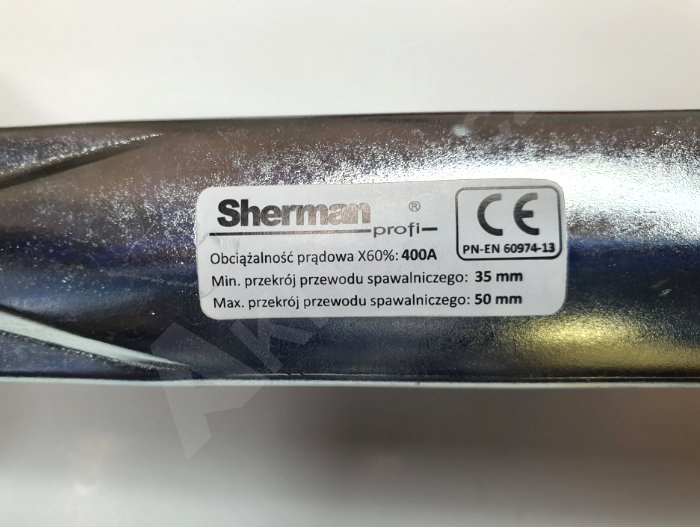 Sherman ®
profi
CE
PN-EN 60974-13
Obciążalność prądowa X60%: 400A
Min. przekrój przewodu spawalniczego: 35 mm
Max. przekrój przewodu spawalniczego: 50 mm